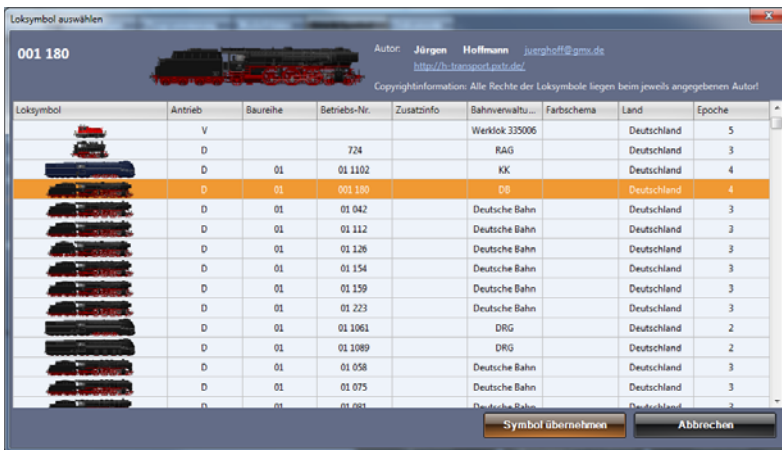 Loksymbol auswählen
001 180
Autor: Jürgen Hoffmann juerghoff@gmx.de
http://h-transport.pxtr.de/
Copyrightinformation: Alle Rechte der Loksymbole liegen beim jeweils angegebenen Autor!
Loksymbol Antrieb Baureihe Betriebs-Nr. Zusatzinfo Bahnverwaltu... Farbschema Land Epoche
V Werklok 335006 Deutschland 5
D 724 RAG Deutschland 3
D 01 01 1102 KK Deutschland 4
D 01 001 180 DB Deutschland 4
D 01 01 042 Deutsche Bahn Deutschland 3
D 01 01 112 Deutsche Bahn Deutschland 3
D 01 01 126 Deutsche Bahn Deutschland 3
D 01 01 154 Deutsche Bahn Deutschland 3
D 01 01 159 Deutsche Bahn Deutschland 3
D 01 01 223 Deutsche Bahn Deutschland 3
D 01 01 1061 DRG Deutschland 2
D 01 01 1089 DRG Deutschland 2
D 01 01 058 Deutsche Bahn Deutschland 3
D 01 01 075 Deutsche Bahn Deutschland 3
D 01 Deutsche Bahn Deutschland 3
Symbol übernehmen Abbrechen